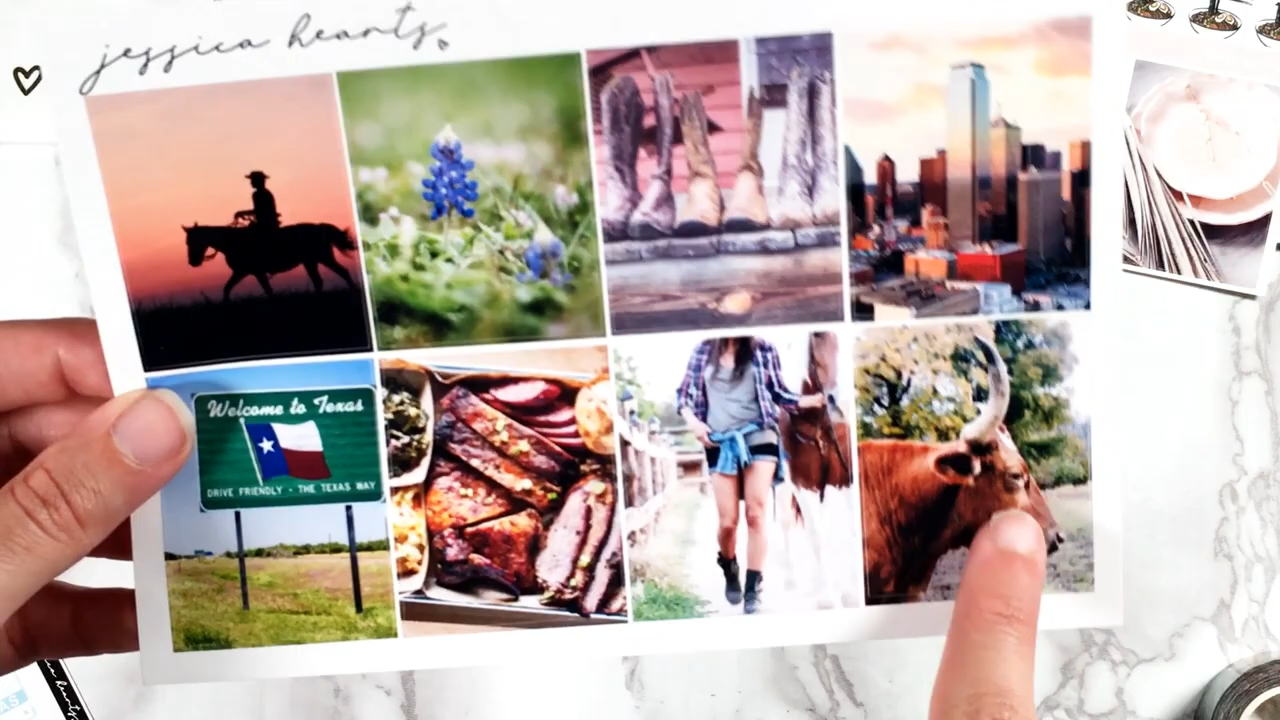 jessica hearts
Welcome to Texas
DRIVE FRIENDLY - THE TEXAS WAY